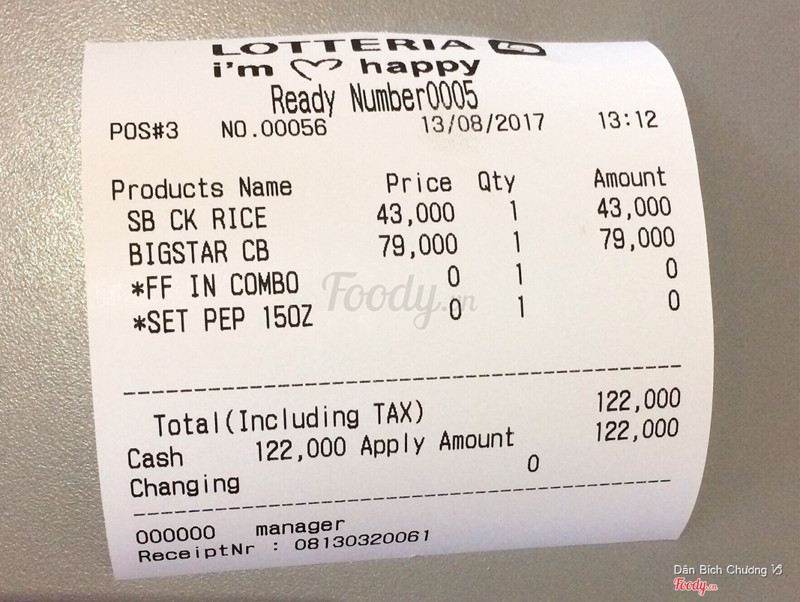 LOTTERIA
i'm happy
Ready Number0005
POS#3 NO.00056 13/08/2017 13:12
Products Name Price Qty Amount
SB CK RICE 43,000 1 43,000
BIGSTAR CB 79,000 1 79,000
*FF IN COMBO 0 1 0
*SET PEP 15OZ 0 1 0
Foody.vn
Total(Including TAX) 122,000
Cash 122,000 Apply Amount 122,000
Changing 0
000000 manager
ReceiptNr : 08130320061
Dân Bích Chương
Foody.vn